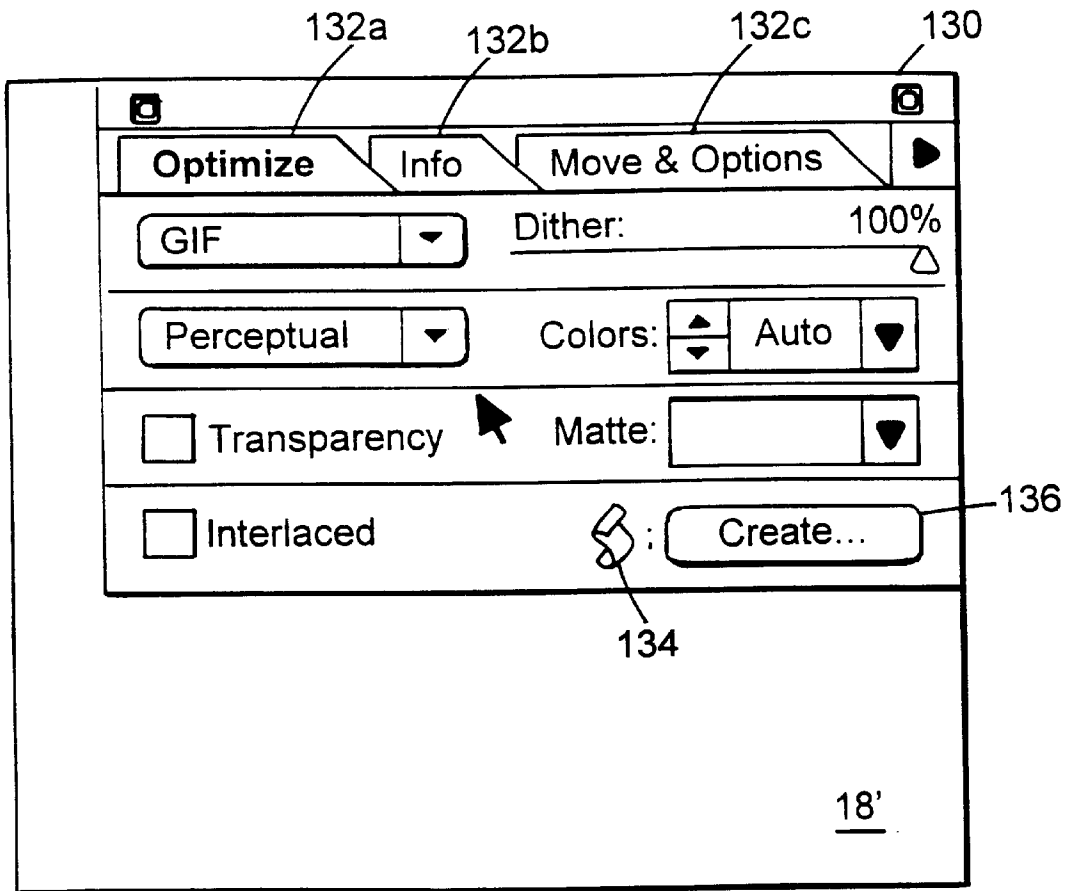 132a 132b 132c 130
Optimize Info Move & Options
GIF Dither: 100%
Perceptual Colors: Auto
Transparency Matte:
Interlaced : Create...
136
134
18'